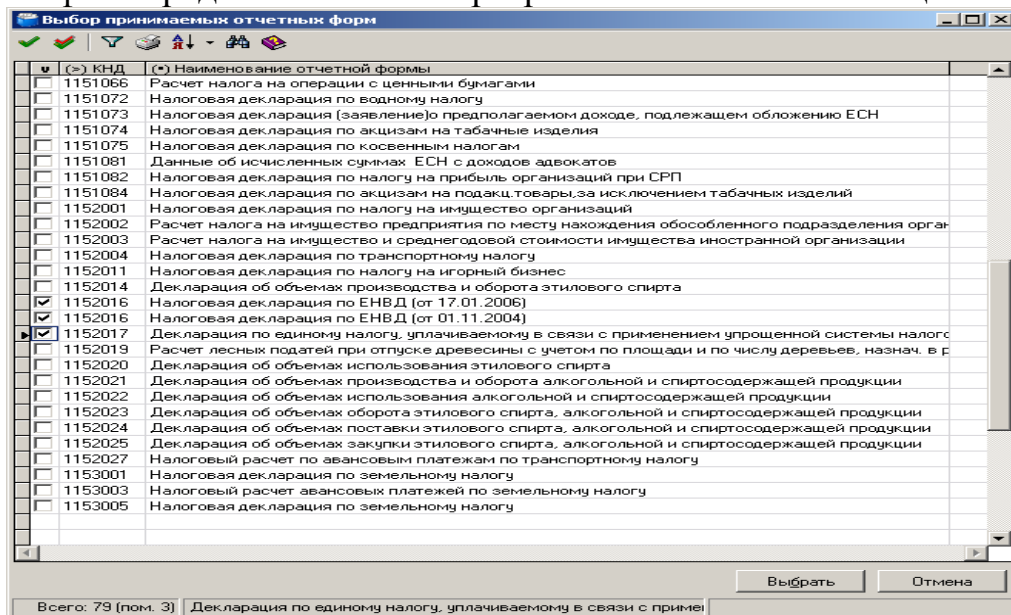 Выбор принимаемых отчетных форм
v (>) КНД (•) Наименование отчетной формы
1151066 Расчет налога на операции с ценными бумагами
1151072 Налоговая декларация по водному налогу
1151073 Налоговая декларация (заявление)о предполагаемом доходе, подлежащем обложению ЕСН
1151074 Налоговая декларация по акцизам на табачные изделия
1151075 Налоговая декларация по косвенным налогам
1151081 Данные об исчисленных суммах ЕСН с доходов адвокатов
1151082 Налоговая декларация по налогу на прибыль организаций при СРП
1151084 Налоговая декларация по акцизам на подакц.товары,за исключением табачных изделий
1152001 Налоговая декларация по налогу на имущество организаций
1152002 Расчет налога на имущество предприятия по месту нахождения обособленного подразделения орган
1152003 Расчет налога на имущество и среднегодовой стоимости имущества иностранной организации
1152004 Налоговая декларация по транспортному налогу
1152011 Налоговая декларация по налогу на игорный бизнес
1152014 Декларация об объемах производства и оборота этилового спирта
1152016 Налоговая декларация по ЕНВД (от 17.01.2006)
1152016 Налоговая декларация по ЕНВД (от 01.11.2004)
1152017 Декларация по единому налогу, уплачиваемому в связи с применением упрощенной системы налого
1152019 Расчет лесных податей при отпуске древесины с учетом по площади и по числу деревьев, назнач. в р
1152020 Декларация об объемах использования этилового спирта
1152021 Декларация об объемах производства и оборота алкогольной и спиртосодержащей продукции
1152022 Декларация об объемах использования алкогольной и спиртосодержащей продукции
1152023 Декларация об объемах оборота этилового спирта, алкогольной и спиртосодержащей продукции
1152024 Декларация об объемах поставки этилового спирта, алкогольной и спиртосодержащей продукции
1152025 Декларация об объемах закупки этилового спирта, алкогольной и спиртосодержащей продукции
1152027 Налоговый расчет по авансовым платежам по транспортному налогу
1153001 Налоговая декларация по земельному налогу
1153003 Налоговый расчет авансовых платежей по земельному налогу
1153005 Налоговая декларация по земельному налогу
Выбрать Отмена
Всего: 79 (пом. 3) Декларация по единому налогу, уплачиваемому в связи с приме